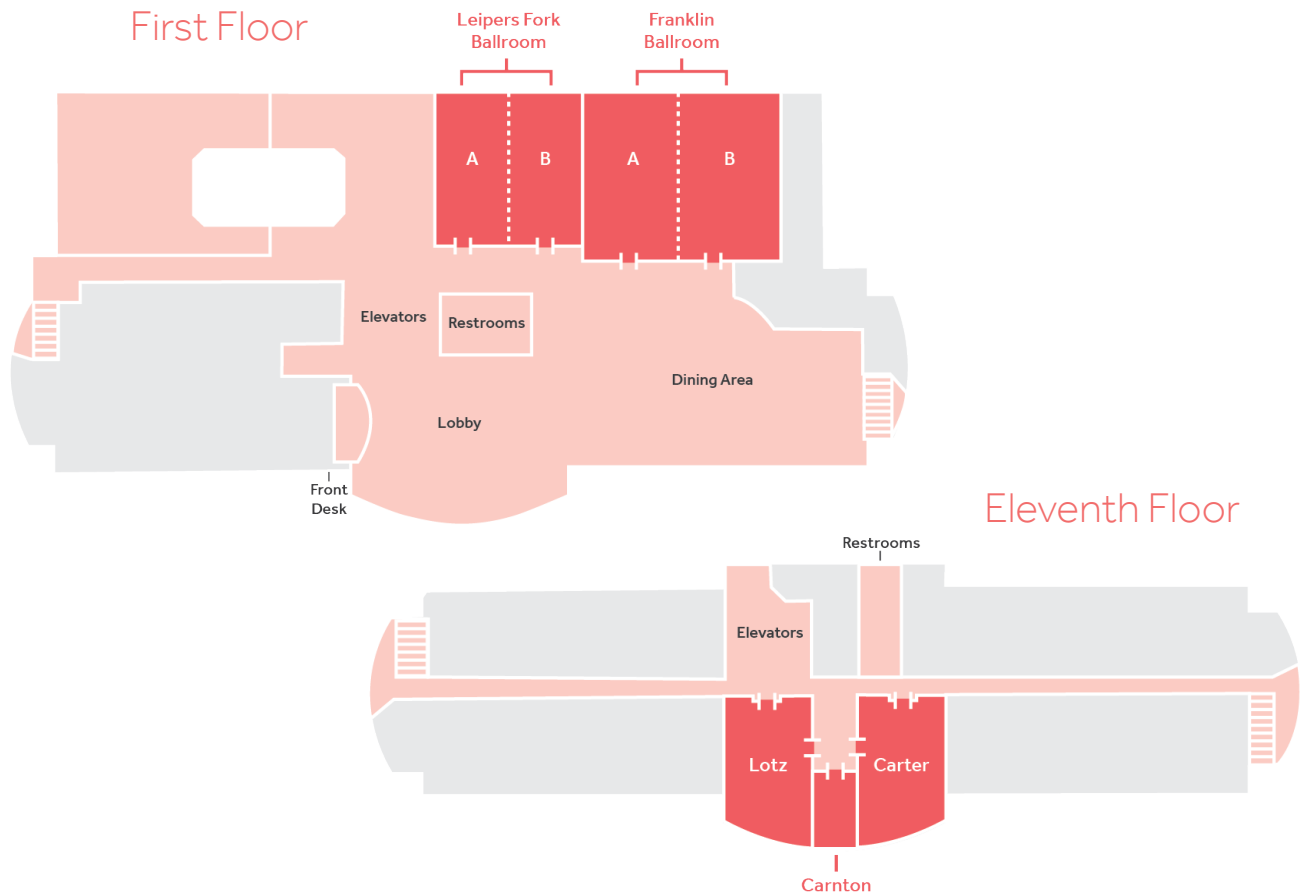 First Floor
Leipers Fork
Ballroom
Franklin
Ballroom
A
B
A
B
Elevators
Restrooms
Dining Area
Lobby
Front
Desk
Eleventh Floor
Restrooms
Elevators
Lotz
Carter
Carnton